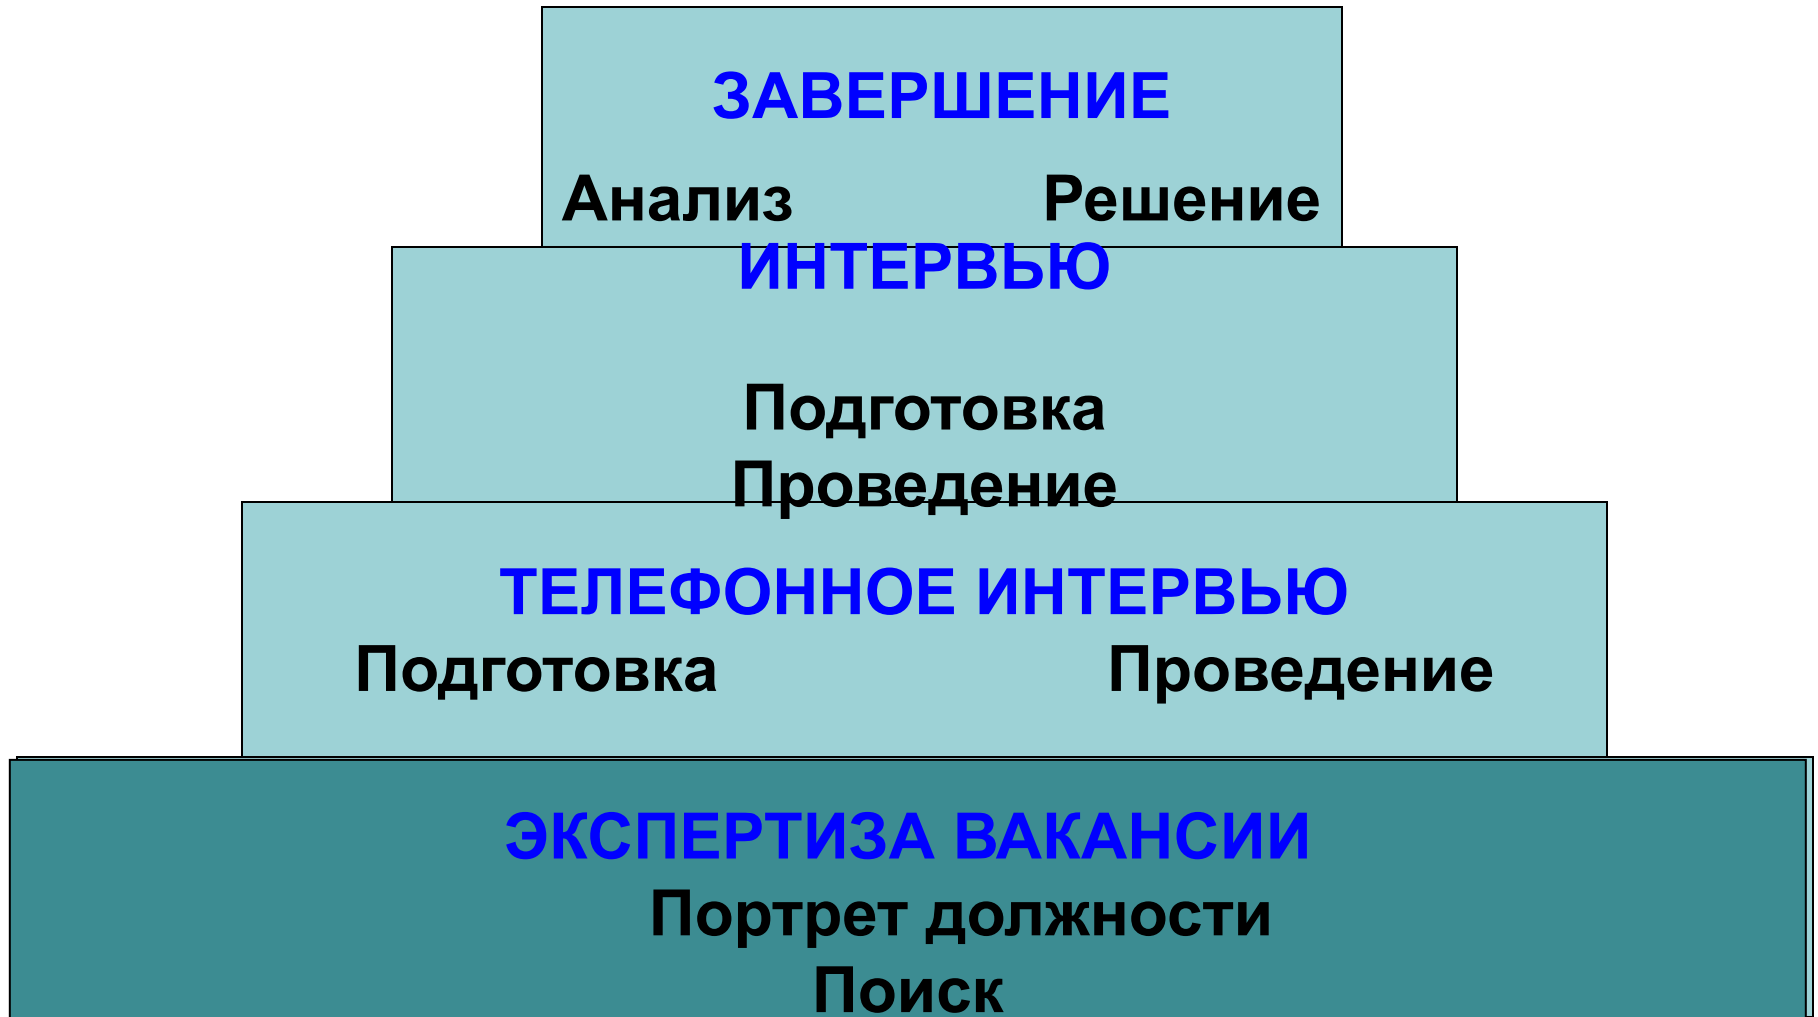 ЗАВЕРШЕНИЕ
Анализ Решение
ИНТЕРВЬЮ
Подготовка
Проведение
ТЕЛЕФОННОЕ ИНТЕРВЬЮ
Подготовка Проведение
ЭКСПЕРТИЗА ВАКАНСИИ
Портрет должности
Поиск